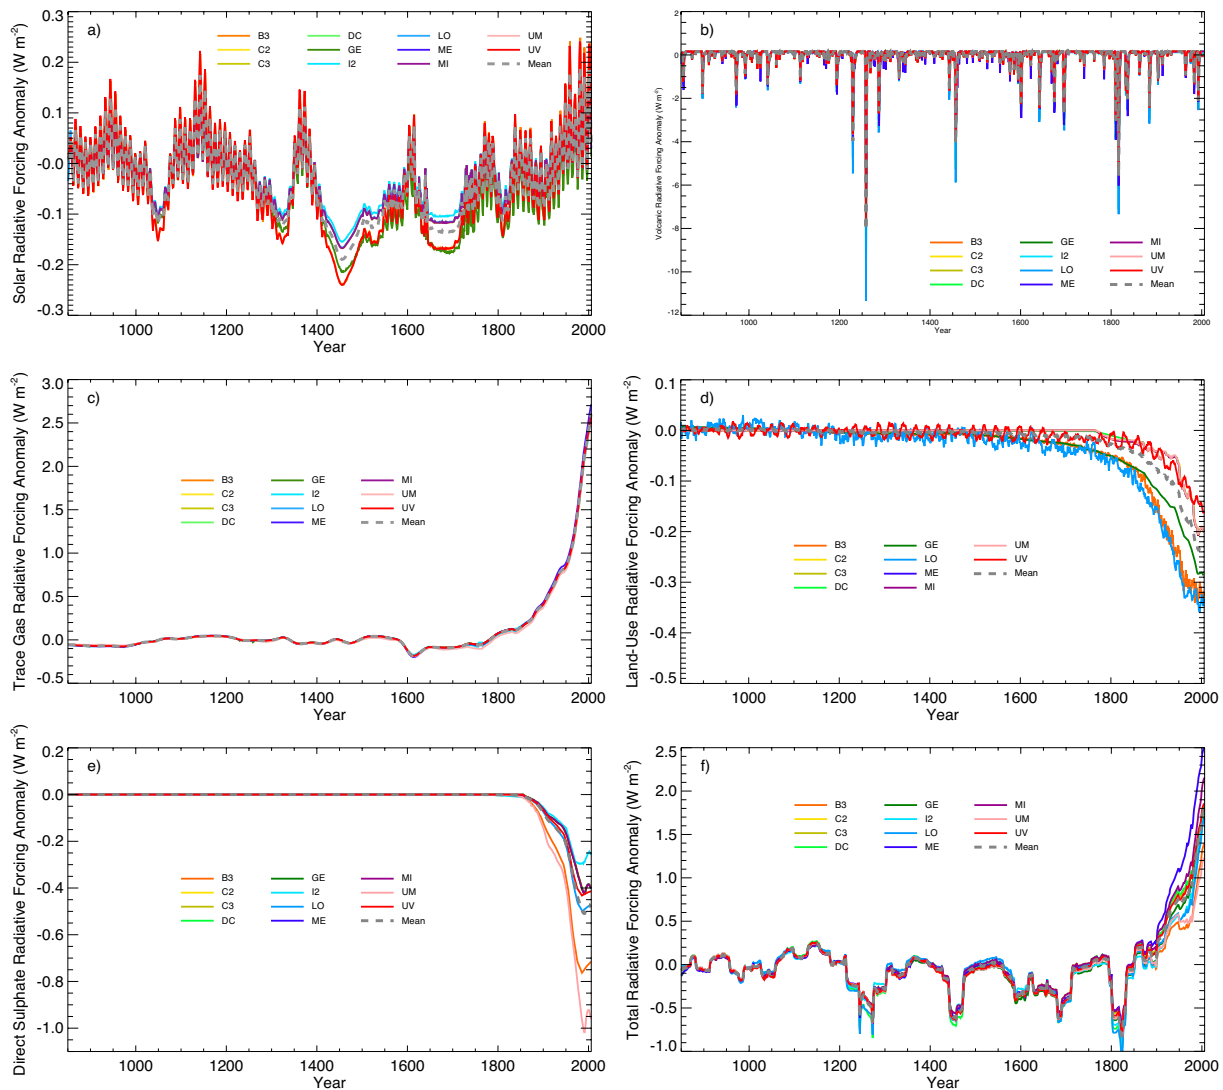 a)
Solar Radiative Forcing Anomaly (W m-2)
0.3
0.2
0.1
-0.0
-0.1
-0.2
-0.3
B3 DC LO UM
C2 GE ME UV
C3 I2 MI Mean
1000 1200 1400 1600 1800 2000
Year
b)
Volcanic Radiative Forcing Anomaly (W m-2)
2
0
-2
-4
-6
-8
-10
-12
B3 GE MI
C2 I2 UM
C3 LO UV
DC ME Mean
1000 1200 1400 1600 1800 2000
Year
c)
Trace Gas Radiative Forcing Anomaly (W m-2)
3.0
2.5
2.0
1.5
1.0
0.5
0.0
-0.5
B3 GE MI
C2 I2 UM
C3 LO UV
DC ME Mean
1000 1200 1400 1600 1800 2000
Year
d)
Land-Use Radiative Forcing Anomaly (W m-2)
0.1
0.0
-0.1
-0.2
-0.3
-0.4
-0.5
B3 GE UM
C2 LO UV
C3 ME Mean
DC MI
1000 1200 1400 1600 1800 2000
Year
e)
Direct Sulphate Radiative Forcing Anomaly (W m-2)
0.2
0.0
-0.2
-0.4
-0.6
-0.8
-1.0
B3 GE MI
C2 I2 UM
C3 LO UV
DC ME Mean
1000 1200 1400 1600 1800 2000
Year
f)
Total Radiative Forcing Anomaly (W m-2)
2.5
2.0
1.5
1.0
0.5
0.0
-0.5
-1.0
B3 GE MI
C2 I2 UM
C3 LO UV
DC ME Mean
1000 1200 1400 1600 1800 2000
Year